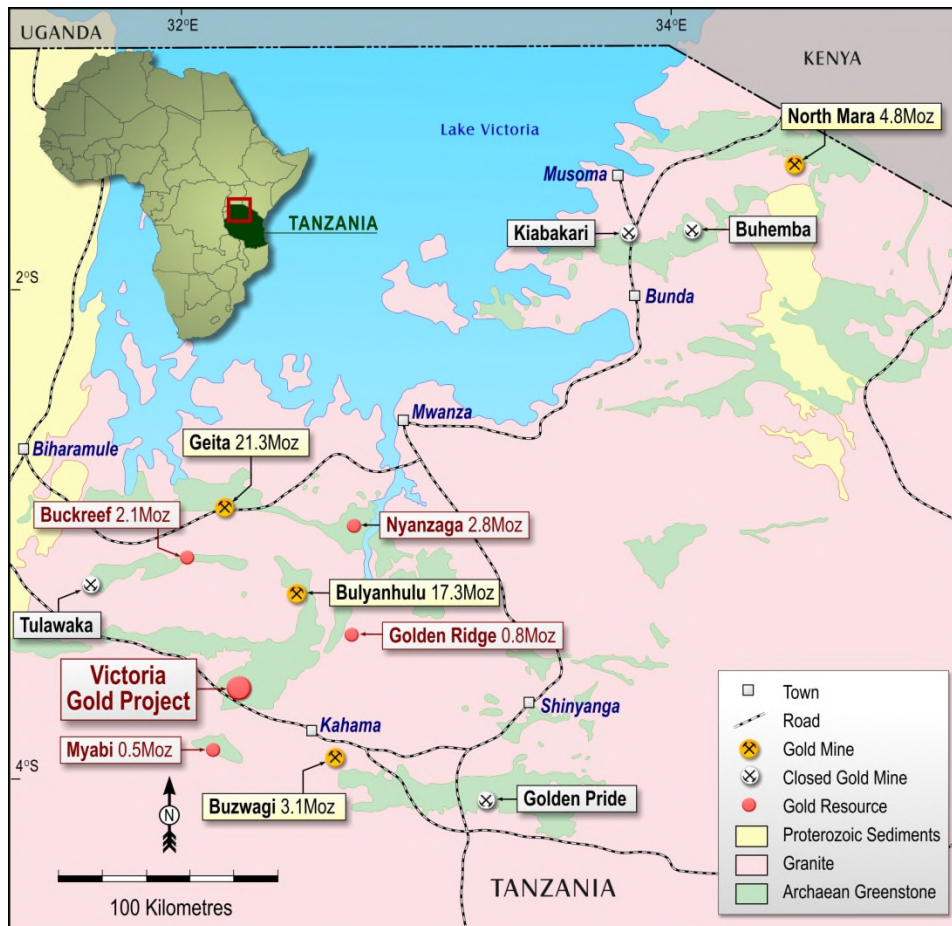 32°E
34°E
UGANDA
KENYA
Lake Victoria
North Mara 4.8Moz
Musoma
TANZANIA
Kiabakari
Buhemba
2°S
Bunda
Mwanza
Geita 21.3Moz
Biharamule
Buckreef 2.1Moz
Nyanzaga 2.8Moz
Bulyanhulu 17.3Moz
Tulawaka
Golden Ridge 0.8Moz
Victoria
Gold Project
Shinyanga
Kahama
Myabi 0.5Moz
4°S
Buzwagi 3.1Moz
Golden Pride
N
100 Kilometres
TANZANIA
Town
Road
Gold Mine
Closed Gold Mine
Gold Resource
Proterozoic Sediments
Granite
Archaean Greenstone